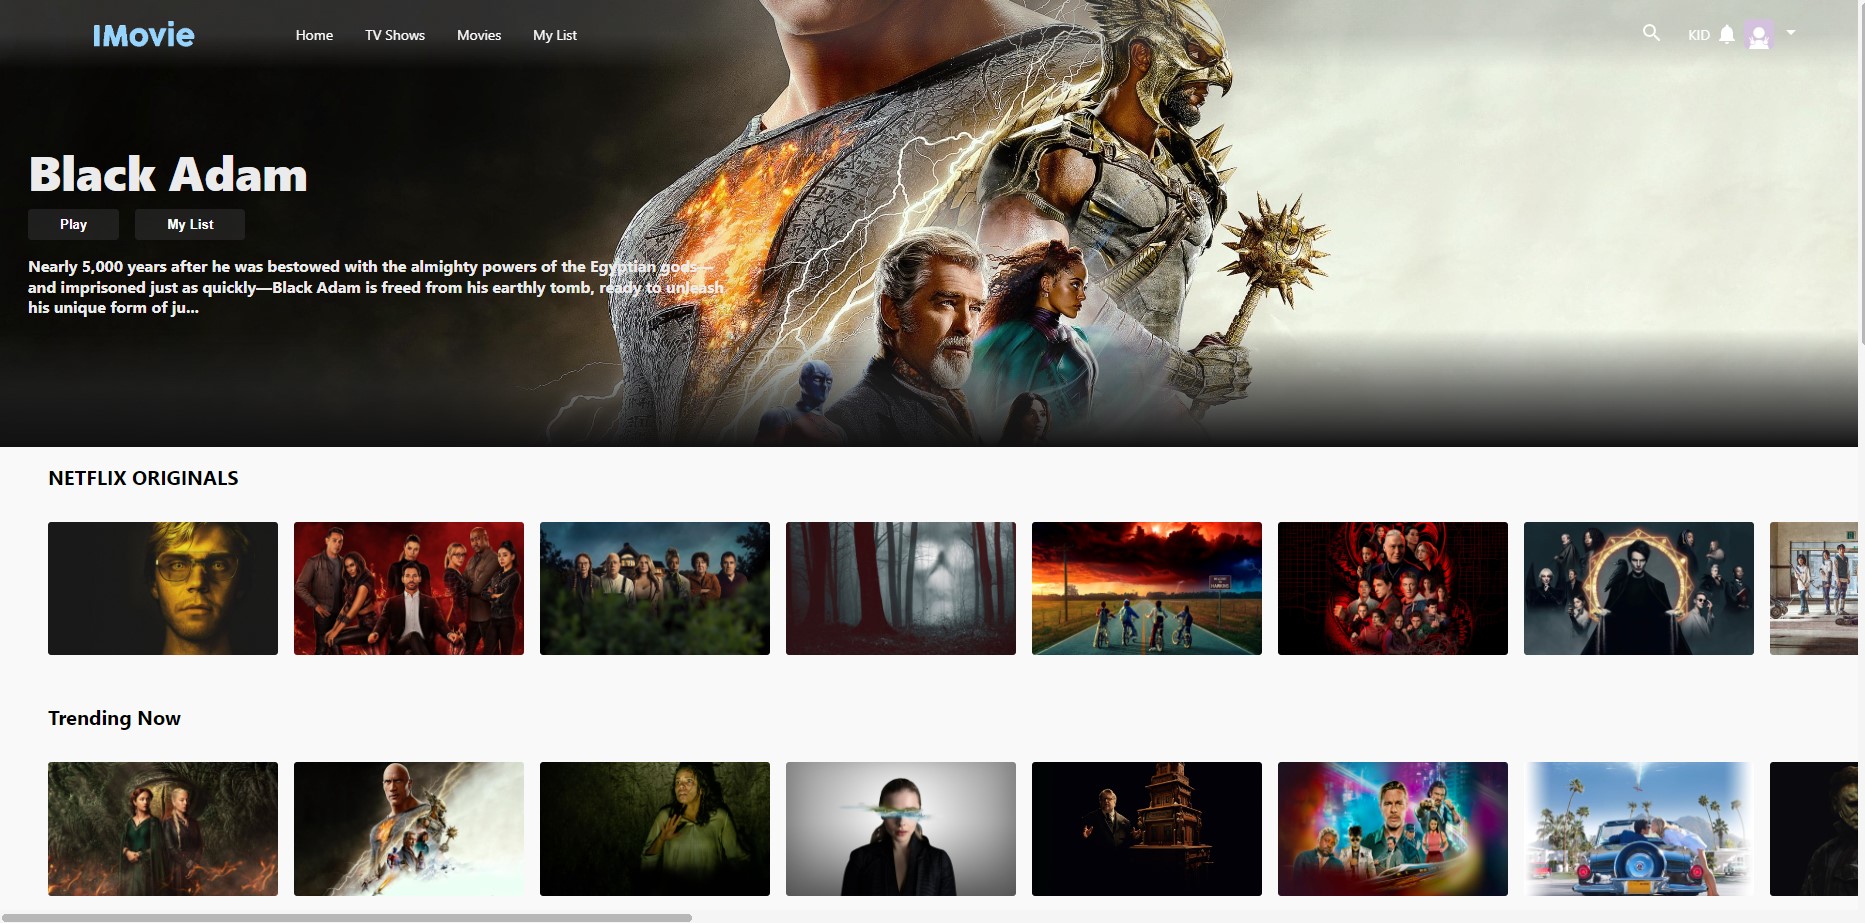 IMovie
Home
TV Shows
Movies
My List
KID
Black Adam
Play
My List
Nearly 5,000 years after he was bestowed with the almighty powers of the Egyptian gods—
and imprisoned just as quickly—Black Adam is freed from his earthly tomb, ready to unleash
his unique form of ju...
NETFLIX ORIGINALS
Trending Now